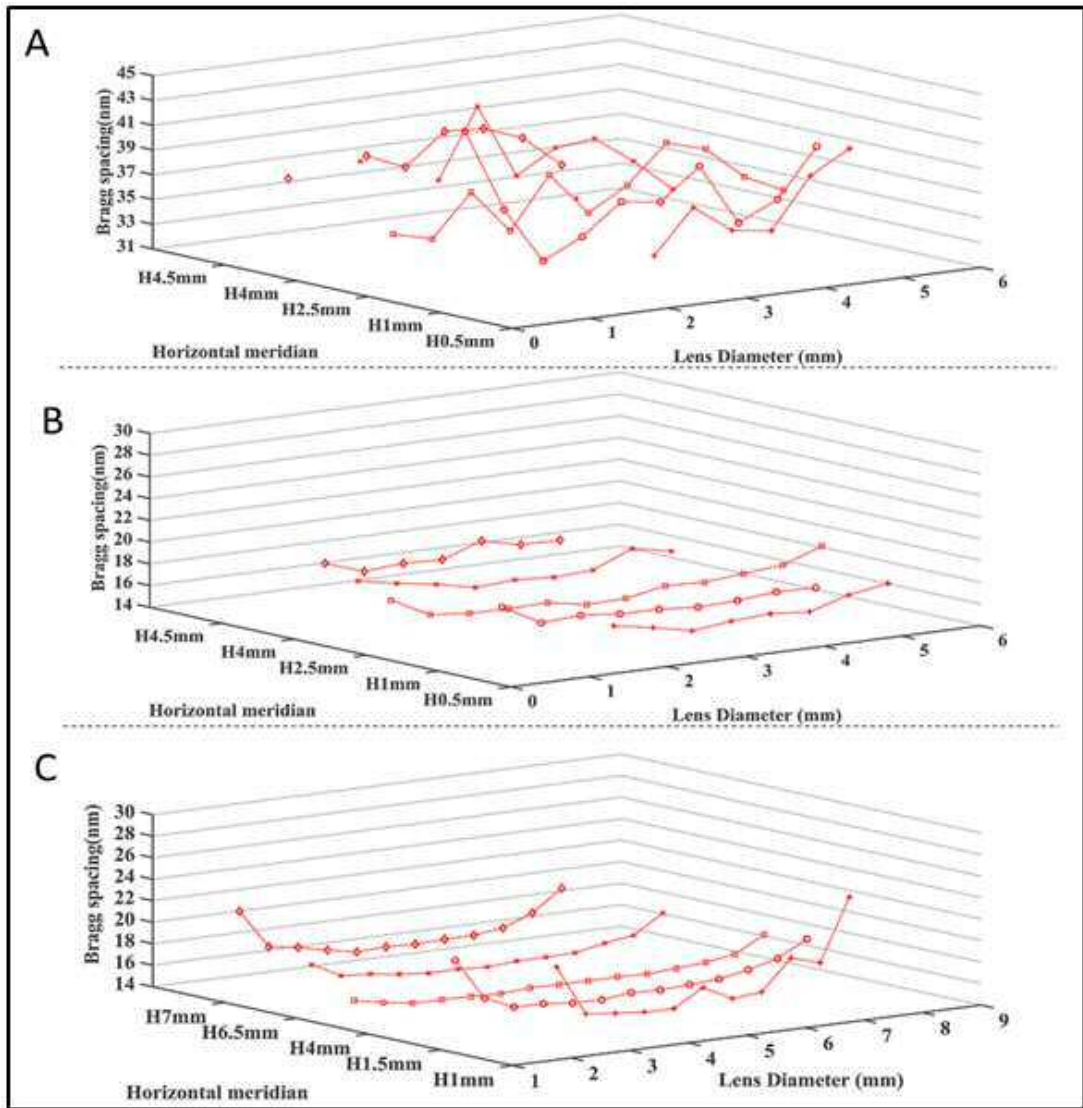 A
Bragg spacing(nm)
45
43
41
39
37
35
33
31
H4.5mm
H4mm
H2.5mm
H1mm
H0.5mm
Horizontal meridian
0
1
2
3
4
5
6
Lens Diameter (mm)
B
Bragg spacing(nm)
30
28
26
24
22
20
18
16
14
H4.5mm
H4mm
H2.5mm
H1mm
H0.5mm
Horizontal meridian
0
1
2
3
4
5
6
Lens Diameter (mm)
C
Bragg spacing(nm)
30
28
26
24
22
20
18
16
14
H7mm
H6.5mm
H4mm
H1.5mm
H1mm
Horizontal meridian
1
2
3
4
5
6
7
8
9
Lens Diameter (mm)